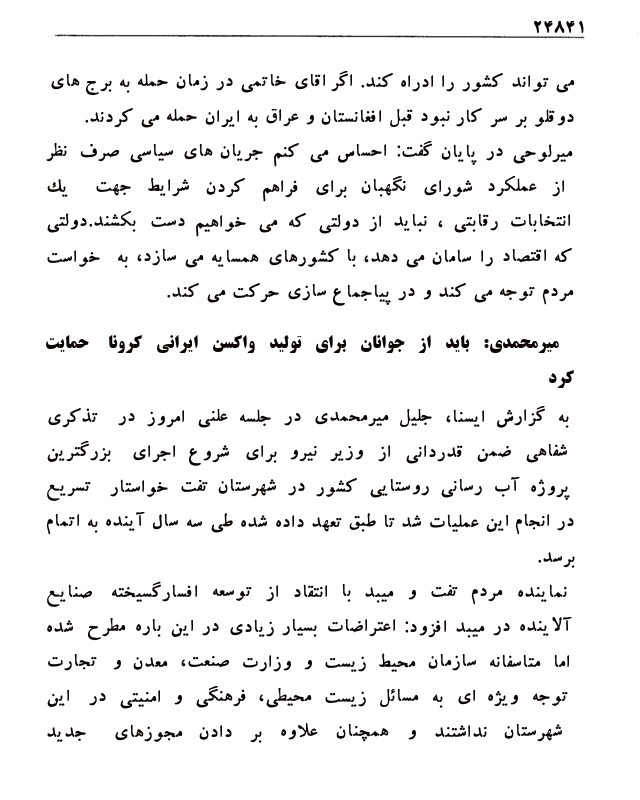 ۲۴۸۴۱
می تواند کشور را ادراه کند. اگر اقای خاتمی در زمان حمله به برج های
دوقلو بر سر کار نبود قبل افغانستان و عراق به ایران حمله می کردند.
میرلوحی در پایان گفت: احساس می کنم جریان های سیاسی صرف نظر
از عملکرد شورای نگهبان برای فراهم کردن شرایط جهت یك
انتخابات رقابتی ، نباید از دولتی که می خواهیم دست بکشند.دولتی
که اقتصاد را سامان می دهد، با کشورهای همسایه می سازد، به خواست
مردم توجه می کند و در پیاجماع سازی حرکت می کند.
میرمحمدی: باید از جوانان برای تولید واکسن ایرانی کرونا حمایت
کرد
به گزارش ایسنا، جلیل میرمحمدی در جلسه علنی امروز در تذکری
شفاهی ضمن قدردانی از وزیر نیرو برای شروع اجرای بزرگترین
پروژه آب رسانی روستایی کشور در شهرستان تفت خواستار تسریع
در انجام این عملیات شد تا طبق تعهد داده شده طی سه سال آینده به اتمام
برسد.
نماینده مردم تفت و میبد با انتقاد از توسعه افسارگسیخته صنایع
آلاینده در میبد افزود: اعتراضات بسیار زیادی در این باره مطرح شده
اما متاسفانه سازمان محیط زیست و وزارت صنعت، معدن و تجارت
توجه ویژه ای به مسائل زیست محیطی، فرهنگی و امنیتی در این
شهرستان نداشتند و همچنان علاوه بر دادن مجوزهای جدید